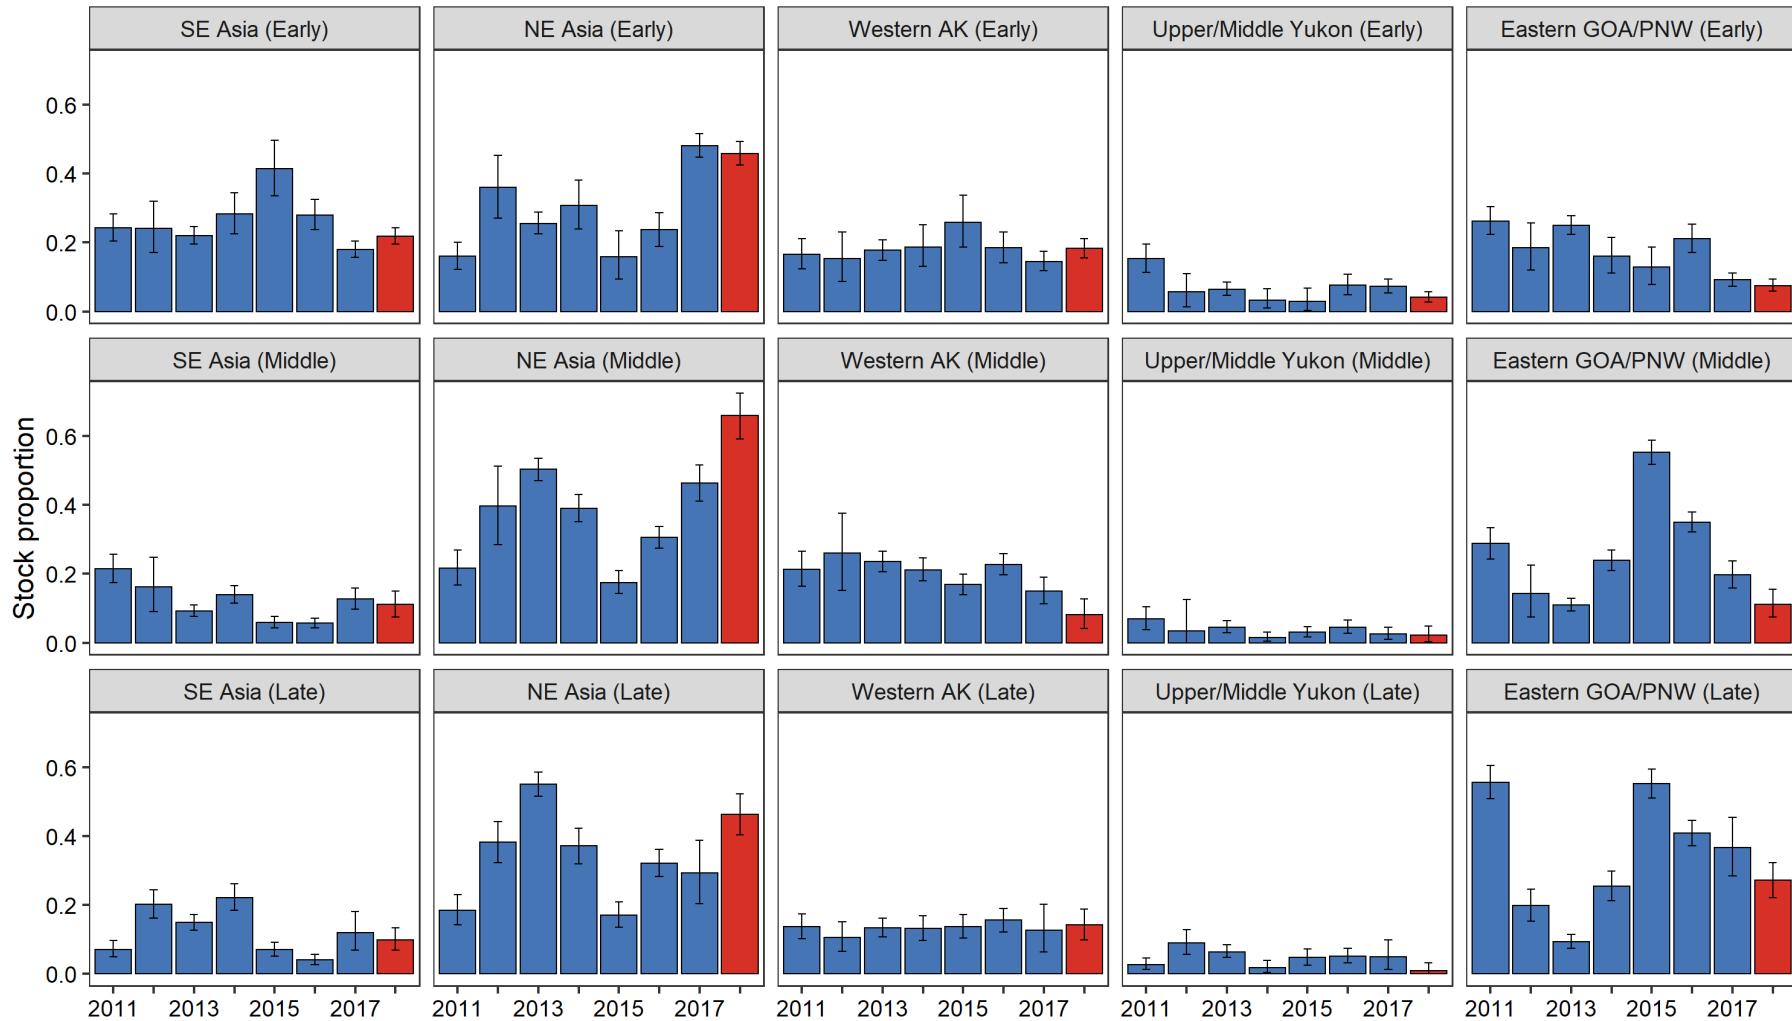 SE Asia (Early) NE Asia (Early) Western AK (Early) Upper/Middle Yukon (Early) Eastern GOA/PNW (Early)
0.6
0.4
0.2
0.0
SE Asia (Middle) NE Asia (Middle) Western AK (Middle) Upper/Middle Yukon (Middle) Eastern GOA/PNW (Middle)
Stock proportion
0.6
0.4
0.2
0.0
SE Asia (Late) NE Asia (Late) Western AK (Late) Upper/Middle Yukon (Late) Eastern GOA/PNW (Late)
0.6
0.4
0.2
0.0
2011 2013 2015 2017 2011 2013 2015 2017 2011 2013 2015 2017 2011 2013 2015 2017 2011 2013 2015 2017